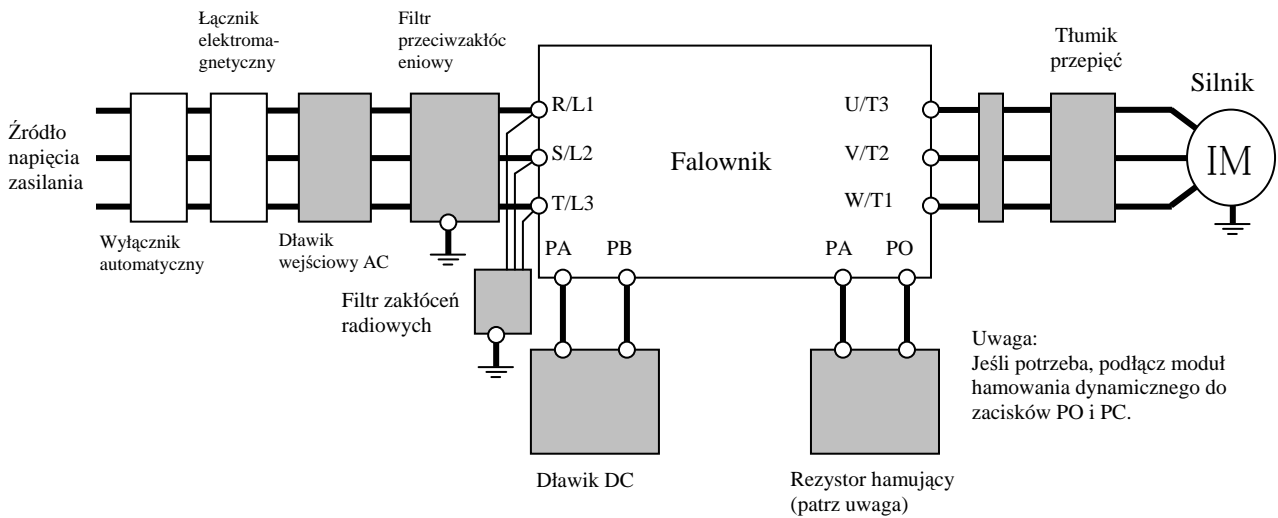 Łącznik
elektroma-
gnetyczny
Filtr
przeciwzakłóc
eniowy
Tłumik
przepięć
Silnik
Źródło
napięcia
zasilania
R/L1
S/L2
T/L3
Falownik
U/T3
V/T2
W/T1
IM
Wyłącznik
automatyczny
Dławik
wejściowy AC
PA
PB
PA
PO
Filtr zakłóceń
radiowych
Uwaga:
Jeśli potrzeba, podłącz moduł
hamowania dynamicznego do
zacisków PO i PC.
Dławik DC
Rezystor hamujący
(patrz uwaga)